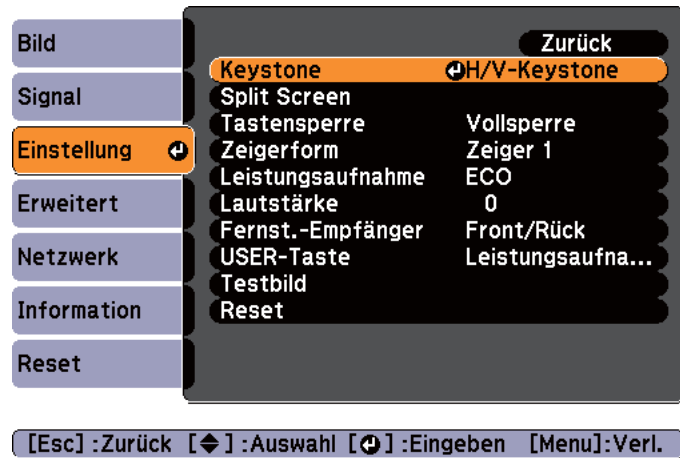 Bild
Signal
Einstellung
Erweitert
Netzwerk
Information
Reset
Zurück
Keystone H/V-Keystone
Split Screen
Tastensperre Vollsperre
Zeigerform Zeiger 1
Leistungsaufnahme ECO
Lautstärke 0
Fernst.-Empfänger Front/Rück
USER-Taste Leistungsaufna...
Testbild
Reset
[Esc] :Zurück [◆] :Auswahl [⏎] :Eingeben [Menu]:Verl.